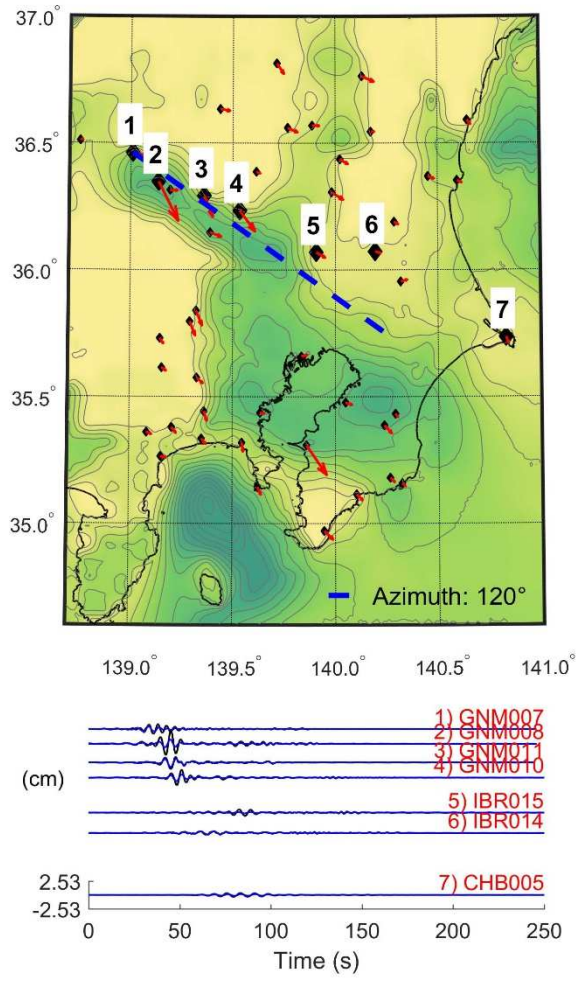 37.0°
36.5°
36.0°
35.5°
35.0°
1
2
3
4
5
6
7
Azimuth: 120°
139.0° 139.5° 140.0° 140.5° 141.0°
1) GNM007
2) GNM008
3) GNM011
4) GNM010
(cm)
5) IBR015
6) IBR014
7) CHB005
2.53
-2.53
0 50 100 150 200 250
Time (s)